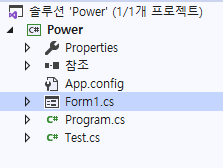 솔루션 'Power' (1/1개 프로젝트)
Power
Properties
참조
App.config
Form1.cs
Program.cs
Test.cs